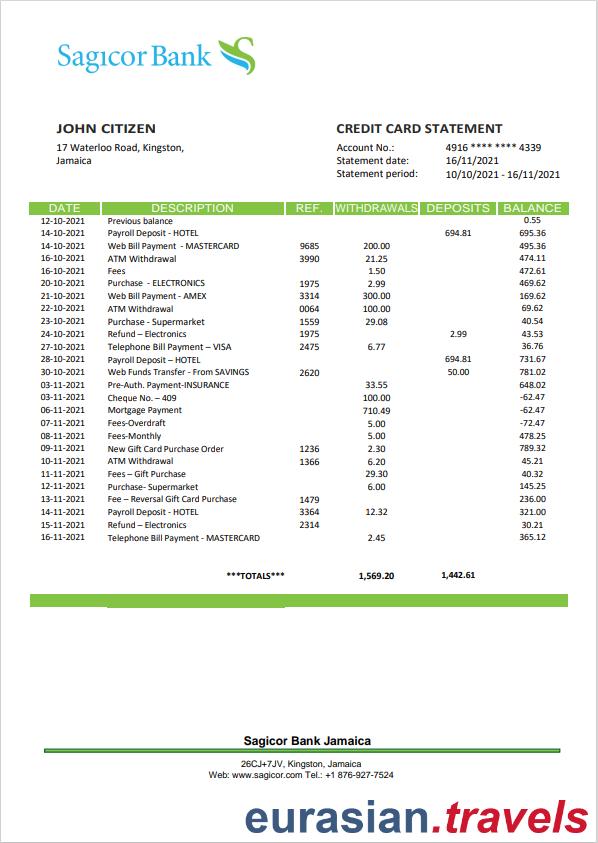 Sagicor Bank
JOHN CITIZEN
17 Waterloo Road, Kingston,
Jamaica
CREDIT CARD STATEMENT
Account No.: 4916 **** **** 4339
Statement date: 16/11/2021
Statement period: 10/10/2021 - 16/11/2021
DATE DESCRIPTION REF. WITHDRAWALS DEPOSITS BALANCE
12-10-2021 Previous balance 0.55
14-10-2021 Payroll Deposit - HOTEL 694.81 695.36
14-10-2021 Web Bill Payment - MASTERCARD 9685 200.00 495.36
16-10-2021 ATM Withdrawal 3990 21.25 474.11
16-10-2021 Fees 1.50 472.61
20-10-2021 Purchase - ELECTRONICS 1975 2.99 469.62
21-10-2021 Web Bill Payment - AMEX 3314 300.00 169.62
22-10-2021 ATM Withdrawal 0064 100.00 69.62
23-10-2021 Purchase - Supermarket 1559 29.08 40.54
24-10-2021 Refund – Electronics 1975 2.99 43.53
27-10-2021 Telephone Bill Payment – VISA 2475 6.77 36.76
28-10-2021 Payroll Deposit – HOTEL 694.81 731.67
30-10-2021 Web Funds Transfer - From SAVINGS 2620 50.00 781.02
03-11-2021 Pre-Auth. Payment-INSURANCE 33.55 648.02
03-11-2021 Cheque No. – 409 100.00 -62.47
06-11-2021 Mortgage Payment 710.49 -62.47
07-11-2021 Fees-Overdraft 5.00 -72.47
08-11-2021 Fees-Monthly 5.00 478.25
09-11-2021 New Gift Card Purchase Order 1236 2.30 789.32
10-11-2021 ATM Withdrawal 1366 6.20 45.21
11-11-2021 Fees – Gift Purchase 29.30 40.32
12-11-2021 Purchase- Supermarket 6.00 145.25
13-11-2021 Fee – Reversal Gift Card Purchase 1479 236.00
14-11-2021 Payroll Deposit - HOTEL 3364 12.32 321.00
15-11-2021 Refund – Electronics 2314 30.21
16-11-2021 Telephone Bill Payment - MASTERCARD 2.45 365.12
***TOTALS*** 1,569.20 1,442.61
Sagicor Bank Jamaica
26CJ+7JV, Kingston, Jamaica
Web: www.sagicor.com Tel.: +1 876-927-7524
eurasian.travels